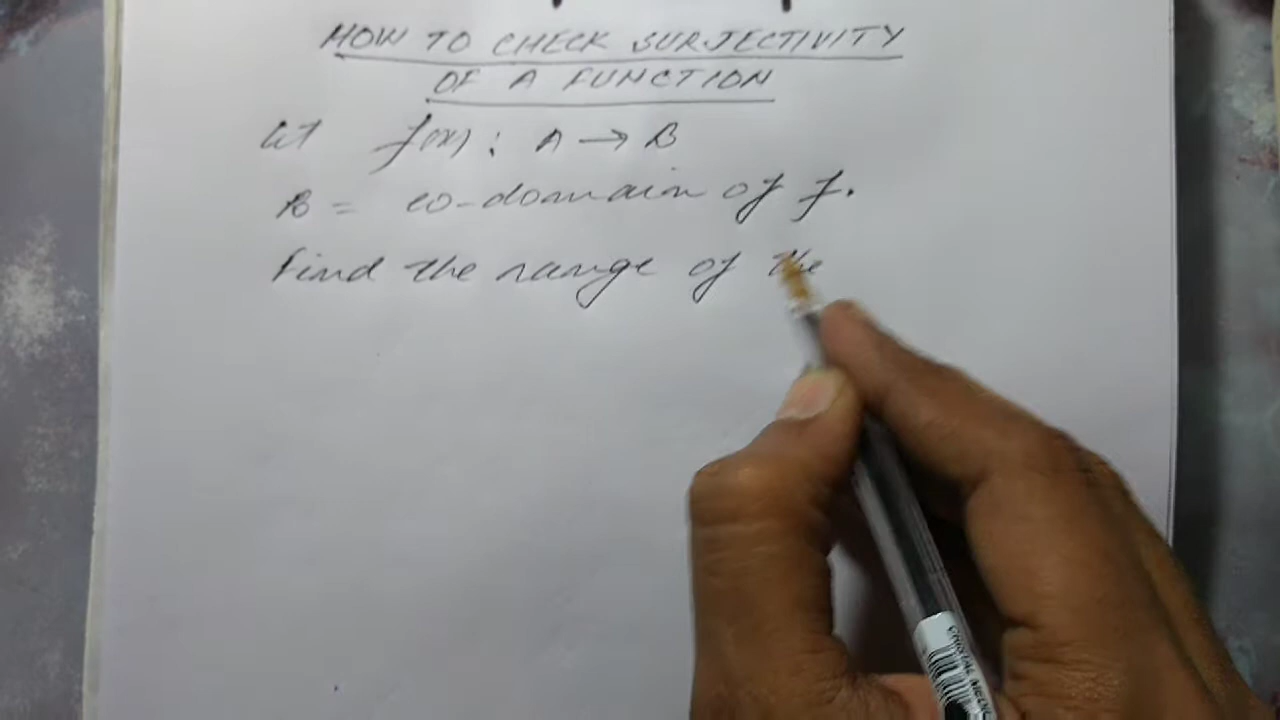 HOW TO CHECK SURJECTIVITY
OF A FUNCTION
Let f(x) : A → B
B = co-domain of f.
Find the range of the